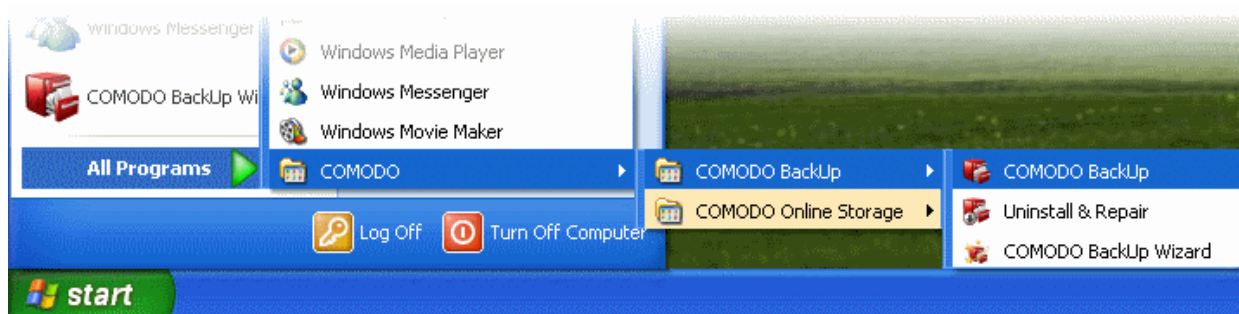 Windows Messenger
COMODO BackUp Wi
All Programs
Windows Media Player
Windows Messenger
Windows Movie Maker
COMODO
COMODO BackUp
COMODO Online Storage
COMODO BackUp
Uninstall & Repair
COMODO BackUp Wizard
Log Off
Turn Off Computer
start